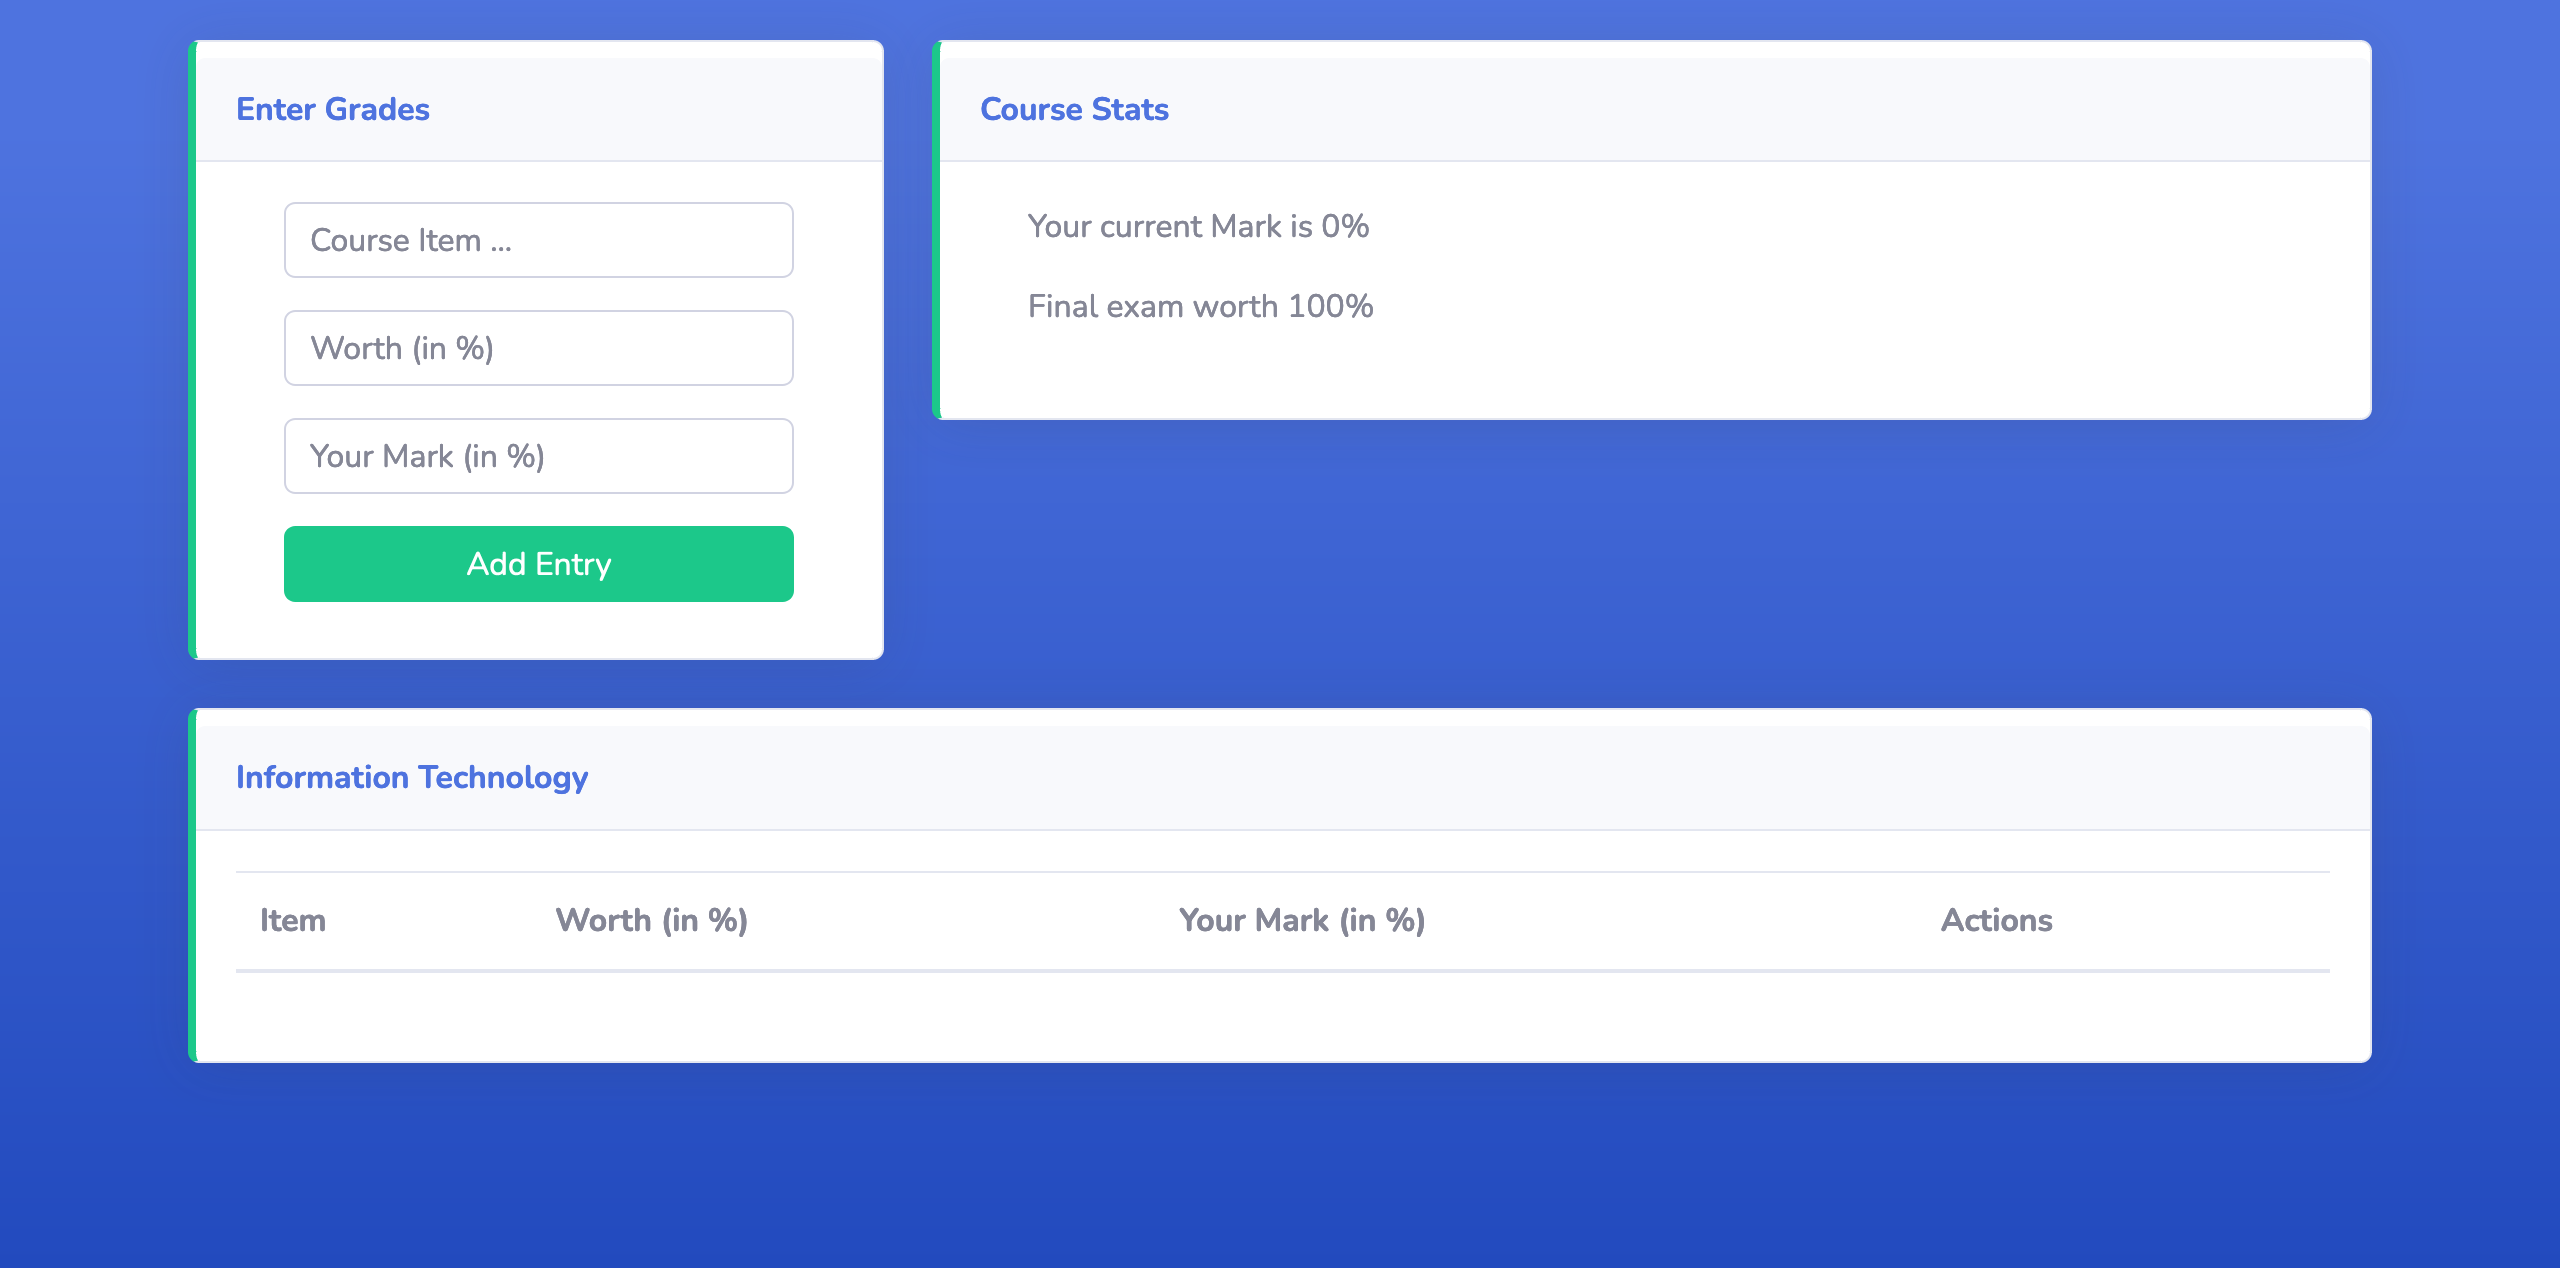 Enter Grades
Course Item ...
Worth (in %)
Your Mark (in %)
Add Entry
Course Stats
Your current Mark is 0%
Final exam worth 100%
Information Technology
Item Worth (in %) Your Mark (in %) Actions